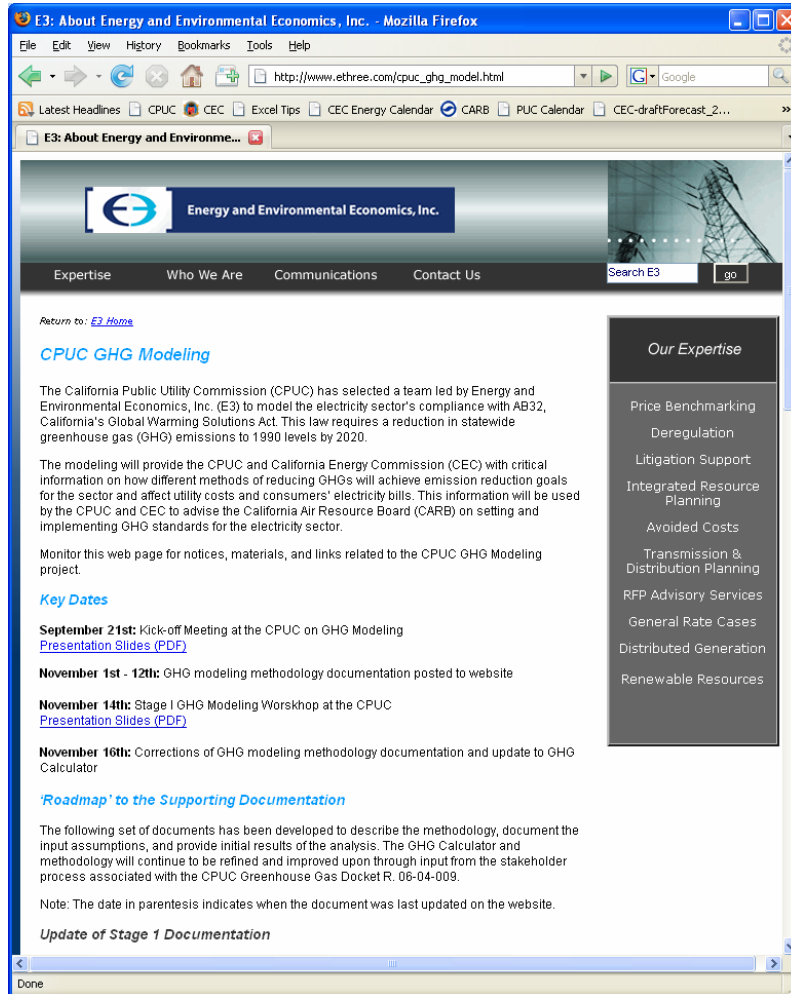 E3: About Energy and Environmental Economics, Inc. - Mozilla Firefox
File Edit View History Bookmarks Tools Help
http://www.ethree.com/cpuc_ghg_model.html
G Google
Latest Headlines CPUC CEC Excel Tips CEC Energy Calendar CARB PUC Calendar CEC-draftForecast_2... »
E3: About Energy and Environme...
Energy and Environmental Economics, Inc.
Expertise Who We Are Communications Contact Us
Search E3 go
Return to: E3 Home
CPUC GHG Modeling
The California Public Utility Commission (CPUC) has selected a team led by Energy and
Environmental Economics, Inc. (E3) to model the electricity sector's compliance with AB32,
California's Global Warming Solutions Act. This law requires a reduction in statewide
greenhouse gas (GHG) emissions to 1990 levels by 2020.
The modeling will provide the CPUC and California Energy Commission (CEC) with critical
information on how different methods of reducing GHGs will achieve emission reduction goals
for the sector and affect utility costs and consumers' electricity bills. This information will be used
by the CPUC and CEC to advise the California Air Resource Board (CARB) on setting and
implementing GHG standards for the electricity sector.
Monitor this web page for notices, materials, and links related to the CPUC GHG Modeling
project.
Key Dates
September 21st: Kick-off Meeting at the CPUC on GHG Modeling
Presentation Slides (PDF)
November 1st - 12th: GHG modeling methodology documentation posted to website
November 14th: Stage I GHG Modeling Worskhop at the CPUC
Presentation Slides (PDF)
November 16th: Corrections of GHG modeling methodology documentation and update to GHG
Calculator
'Roadmap' to the Supporting Documentation
The following set of documents has been developed to describe the methodology, document the
input assumptions, and provide initial results of the analysis. The GHG Calculator and
methodology will continue to be refined and improved upon through input from the stakeholder
process associated with the CPUC Greenhouse Gas Docket R. 06-04-009.
Note: The date in parentesis indicates when the document was last updated on the website.
Update of Stage 1 Documentation
Our Expertise
Price Benchmarking
Deregulation
Litigation Support
Integrated Resource
Planning
Avoided Costs
Transmission &
Distribution Planning
RFP Advisory Services
General Rate Cases
Distributed Generation
Renewable Resources
Done